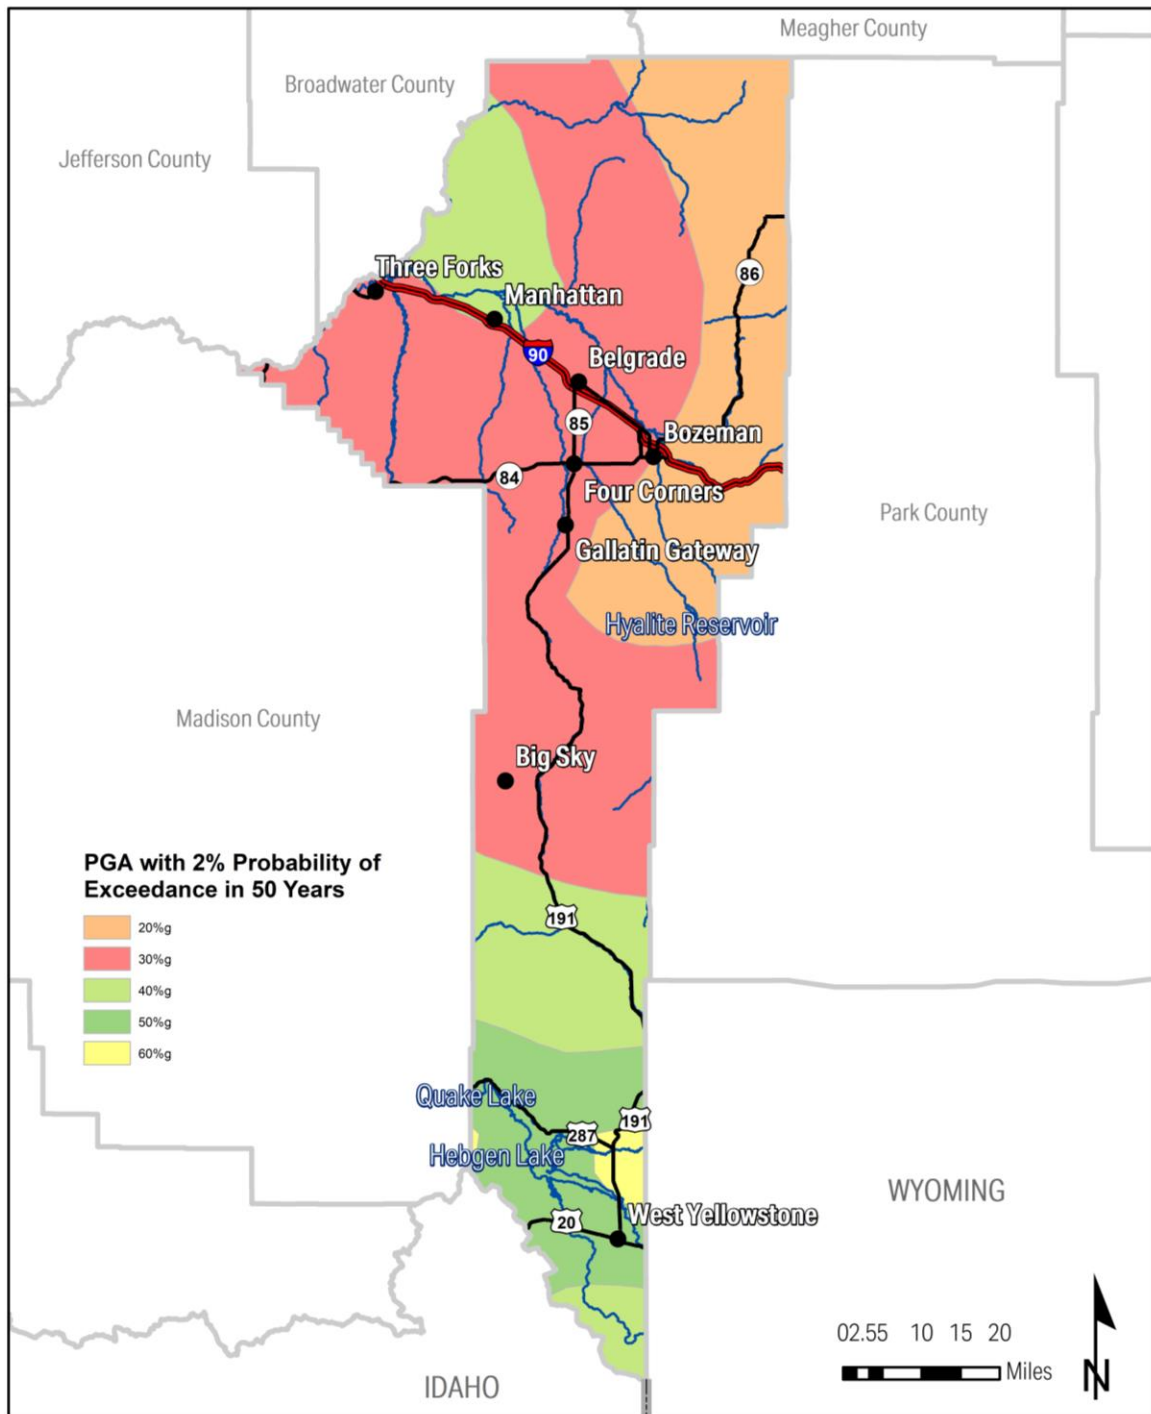 Meagher County
Broadwater County
Jefferson County
Three Forks
86
Manhattan
90
Belgrade
85
Bozeman
84
Four Corners
Park County
Gallatin Gateway
Hyalite Reservoir
Madison County
Big Sky
PGA with 2% Probability of
Exceedance in 50 Years
20%g
30%g
40%g
50%g
60%g
191
Quake Lake
191
287
Hebgen Lake
WYOMING
20
West Yellowstone
02.55 10 15 20
Miles
N
IDAHO